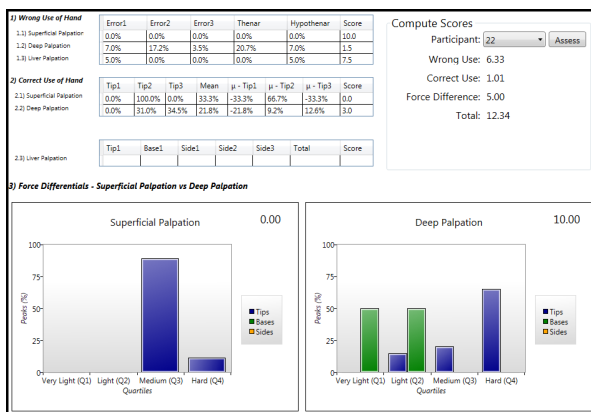 1) Wrong Use of Hand
Error1 Error2 Error3 Thenar Hypothenar Score
1.1) Superficial Palpation 0.0% 0.0% 0.0% 0.0% 0.0% 10.0
1.2) Deep Palpation 7.0% 17.2% 3.5% 20.7% 7.0% 1.5
1.3) Liver Palpation 5.0% 0.0% 0.0% 0.0% 5.0% 7.5
2) Correct Use of Hand
Tip1 Tip2 Tip3 Mean µ - Tip1 µ - Tip2 µ - Tip3 Score
2.1) Superficial Palpation 0.0% 100.0% 0.0% 33.3% -33.3% 66.7% -33.3% 0.0
2.2) Deep Palpation 0.0% 31.0% 34.5% 21.8% -21.8% 9.2% 12.6% 3.0
Tip1 Base1 Side1 Side2 Side3 Total Score
2.3) Liver Palpation
Compute Scores
Participant: 22 Assess
Wrong Use: 6.33
Correct Use: 1.01
Force Difference: 5.00
Total: 12.34
3) Force Differentials - Superficial Palpation vs Deep Palpation
Superficial Palpation 0.00
100
75
50
25
0
Peaks (%)
Very Light (Q1) Light (Q2) Medium (Q3) Hard (Q4)
Quartiles
Tips
Bases
Sides
Deep Palpation 10.00
100
75
50
25
0
Peaks (%)
Very Light (Q1) Light (Q2) Medium (Q3) Hard (Q4)
Quartiles
Tips
Bases
Sides